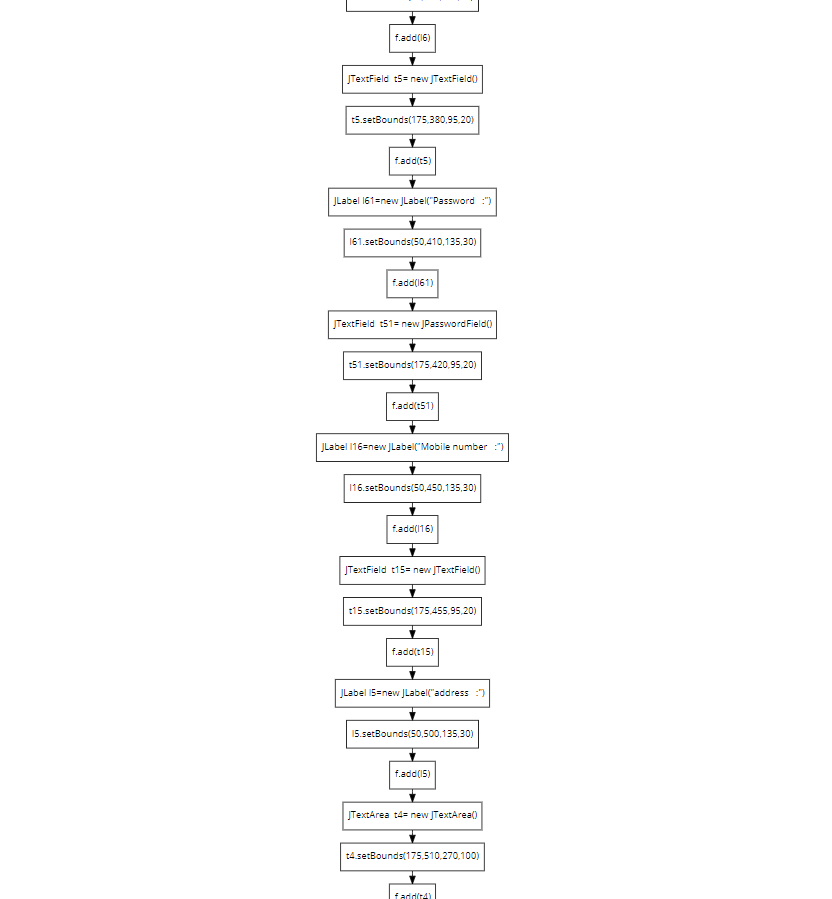 f.add(l6)
JTextField  t5= new JTextField()
t5.setBounds(175,380,95,20)
f.add(t5)
JLabel l61=new JLabel("Password   :")
l61.setBounds(50,410,135,30)
f.add(l61)
JTextField  t51= new JPasswordField()
t51.setBounds(175,420,95,20)
f.add(t51)
JLabel l16=new JLabel("Mobile number   :")
l16.setBounds(50,450,135,30)
f.add(l16)
JTextField  t15= new JTextField()
t15.setBounds(175,455,95,20)
f.add(t15)
JLabel l5=new JLabel("address   :")
l5.setBounds(50,500,135,30)
f.add(l5)
JTextArea  t4= new JTextArea()
t4.setBounds(175,510,270,100)
f.add(t4)